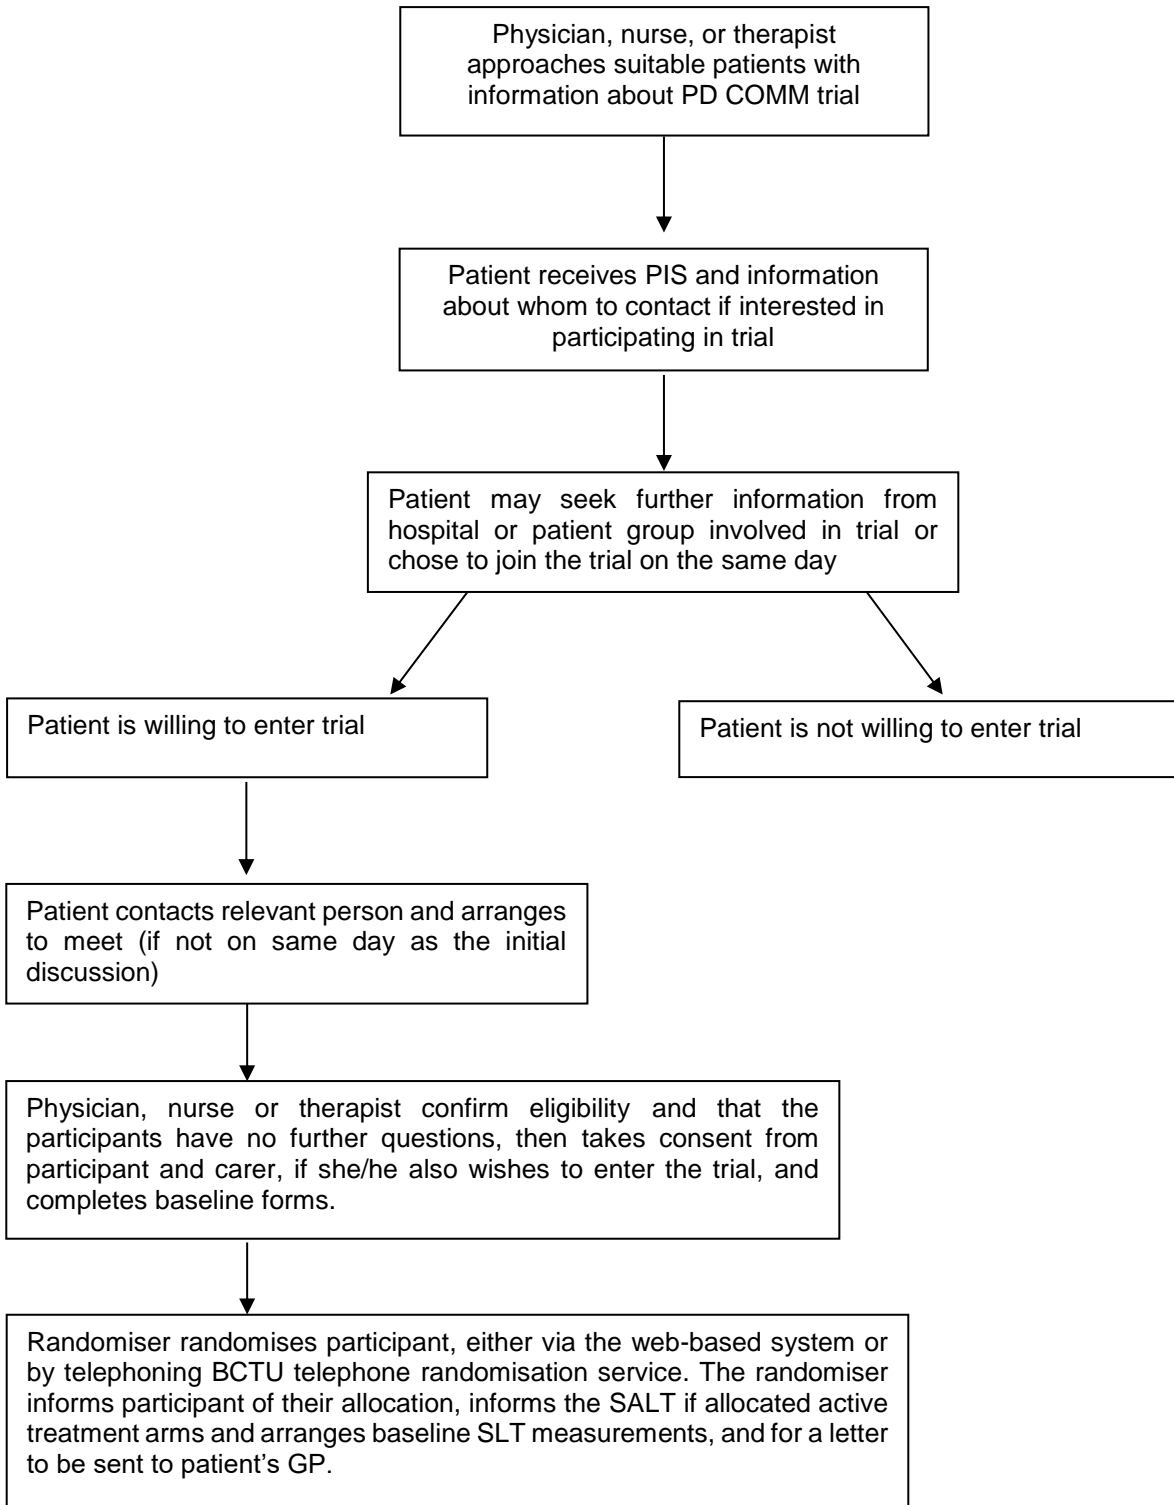 Physician, nurse, or therapist
approaches suitable patients with
information about PD COMM trial
Patient receives PIS and information
about whom to contact if interested in
participating in trial
Patient may seek further information from
hospital or patient group involved in trial or
chose to join the trial on the same day
Patient is willing to enter trial
Patient is not willing to enter trial
Patient contacts relevant person and arranges
to meet (if not on same day as the initial
discussion)
Physician, nurse or therapist confirm eligibility and that the
participants have no further questions, then takes consent from
participant and carer, if she/he also wishes to enter the trial, and
completes baseline forms.
Randomiser randomises participant, either via the web-based system or
by telephoning BCTU telephone randomisation service. The randomiser
informs participant of their allocation, informs the SALT if allocated active
treatment arms and arranges baseline SLT measurements, and for a letter
to be sent to patient's GP.